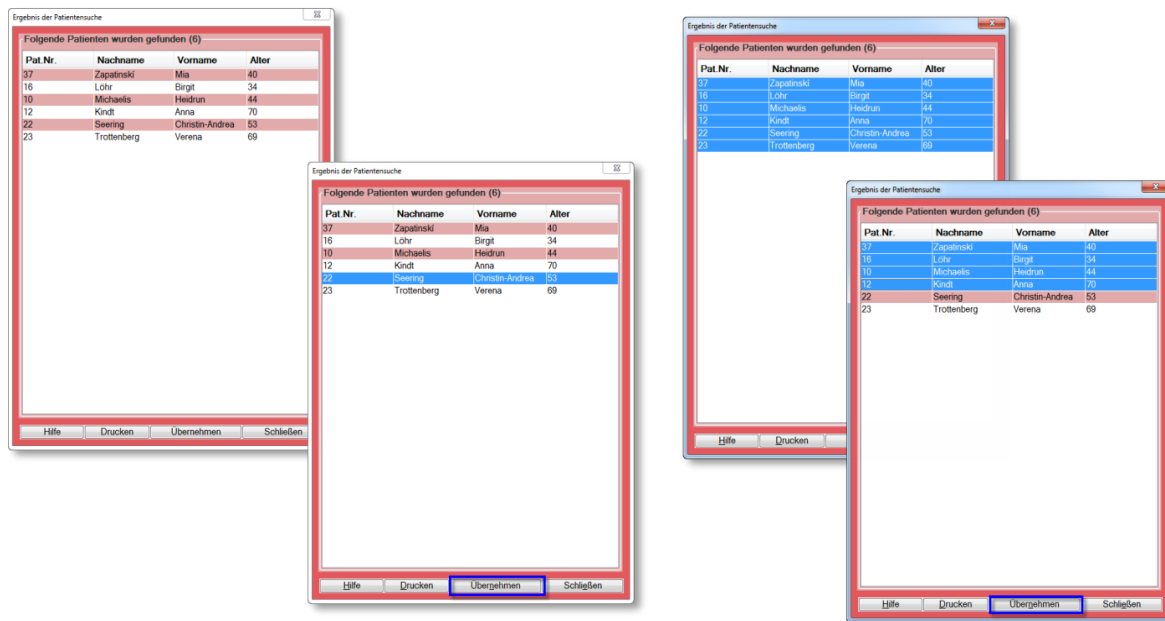 Ergebnis der Patientensuche
Folgende Patienten wurden gefunden (6)
Pat.Nr. Nachname Vorname Alter
37 Zapatinski Mia 40
16 Löhr Birgit 34
10 Michaelis Heidrun 44
12 Kindt Anna 70
22 Seering Christin-Andrea 53
23 Trottenberg Verena 69
Hilfe Drucken Übernehmen Schließen
Ergebnis der Patientensuche
Folgende Patienten wurden gefunden (6)
Pat.Nr. Nachname Vorname Alter
37 Zapatinski Mia 40
16 Löhr Birgit 34
10 Michaelis Heidrun 44
12 Kindt Anna 70
22 Seering Christin-Andrea 53
23 Trottenberg Verena 69
Hilfe Drucken Übernehmen Schließen
Ergebnis der Patientensuche
Folgende Patienten wurden gefunden (6)
Pat.Nr. Nachname Vorname Alter
37 Zapatinski Mia 40
16 Löhr Birgit 34
10 Michaelis Heidrun 44
12 Kindt Anna 70
22 Seering Christin-Andrea 53
23 Trottenberg Verena 69
Hilfe Drucken
Ergebnis der Patientensuche
Folgende Patienten wurden gefunden (6)
Pat.Nr. Nachname Vorname Alter
37 Zapatinski Mia 40
16 Löhr Birgit 34
10 Michaelis Heidrun 44
12 Kindt Anna 70
22 Seering Christin-Andrea 53
23 Trottenberg Verena 69
Hilfe Drucken Übernehmen Schließen